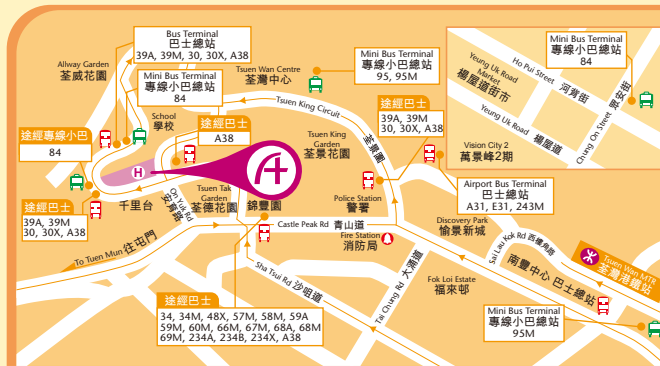 Bus Terminal
巴士總站
39A, 39M, 30, 30X, A38
Allway Garden
荃威花園
Mini Bus Terminal
專線小巴總站
84
Tsuen Wan Centre
荃灣中心
Mini Bus Terminal
專線小巴總站
95, 95M
Mini Bus Terminal
專線小巴總站
84
Yeung Uk Road
Market
楊屋道街市
Ho Pui Street
河背街
Chung On Street
眾安街
Yeung Uk Road
楊屋道
School
學校
途經巴士
A38
Tsuen King Circuit
荃景圍
途經巴士
39A, 39M
30, 30X, A38
途經專線小巴
84
Tsuen King
Garden
荃景花園
Vision City 2
萬景峰2期
Airport Bus Terminal
巴士總站
A31, E31, 243M
H
千里台
On Yuk Rd
安育路
Tsuen Tak
Garden
荃德花園
錦豐園
Police Station
警署
途經巴士
39A, 39M
30, 30X, A38
Castle Peak Rd 青山道
Fire Station
消防局
Discovery Park
愉景新城
Sai Lau Kok Rd 西樓角路
Tsuen Wan MTR
荃灣港鐵站
To Tuen Mun 往屯門
Sha Tsui Rd 沙咀道
Tai Chung Rd 大涌道
Fok Loi Estate
福來邨
南豐中心 巴士總站
途經巴士
34, 34M, 48X, 57M, 58M, 59A
59M, 60M, 66M, 67M, 68A, 68M
69M, 234A, 234B, 234X, A38
Mini Bus Terminal
專線小巴總站
95M